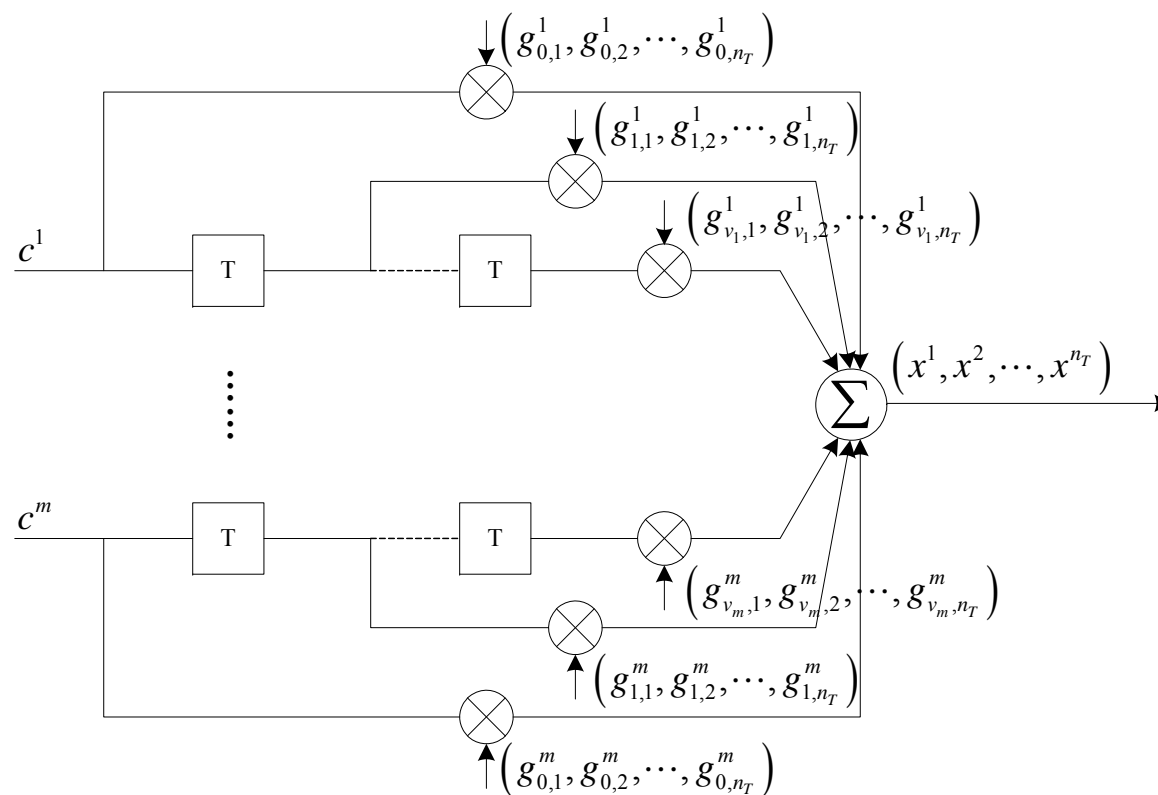 (g^1_{0,1}, g^1_{0,2}, ⋯, g^1_{0,n_T})
(g^1_{1,1}, g^1_{1,2}, ⋯, g^1_{1,n_T})
(g^1_{v_1,1}, g^1_{v_1,2}, ⋯, g^1_{v_1,n_T})
c^1
T
T
(x^1, x^2, ⋯, x^{n_T})
Σ
c^m
T
T
(g^m_{v_m,1}, g^m_{v_m,2}, ⋯, g^m_{v_m,n_T})
(g^m_{1,1}, g^m_{1,2}, ⋯, g^m_{1,n_T})
(g^m_{0,1}, g^m_{0,2}, ⋯, g^m_{0,n_T})